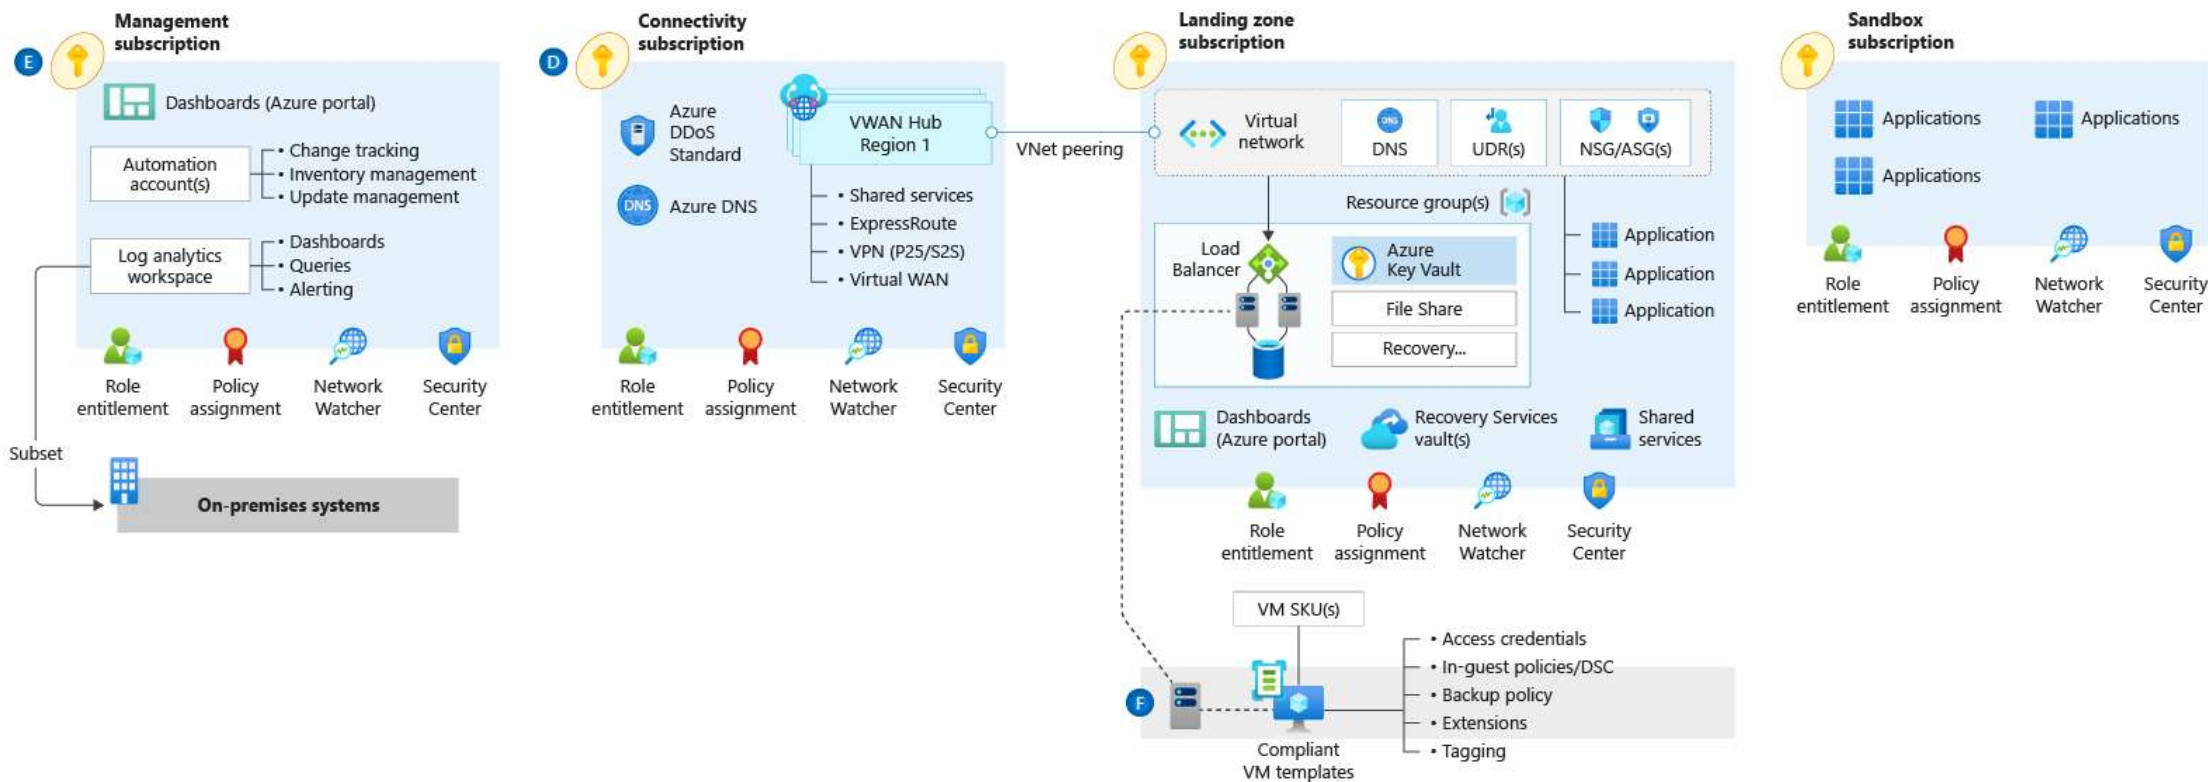 Management
subscription
E
Dashboards (Azure portal)
Automation
account(s)
• Change tracking
• Inventory management
• Update management
Log analytics
workspace
• Dashboards
• Queries
• Alerting
Role
entitlement
Policy
assignment
Network
Watcher
Security
Center
Subset
On-premises systems
Connectivity
subscription
D
Azure
DDoS
Standard
DNS
Azure DNS
VWAN Hub
Region 1
• Shared services
• ExpressRoute
• VPN (P25/S2S)
• Virtual WAN
Role
entitlement
Policy
assignment
Network
Watcher
Security
Center
VNet peering
Landing zone
subscription
Virtual
network
DNS
DNS
UDR(s)
NSG/ASG(s)
Resource group(s)
Load
Balancer
Azure
Key Vault
File Share
Recovery...
Application
Application
Application
Dashboards
(Azure portal)
Recovery Services
vault(s)
Shared
services
Role
entitlement
Policy
assignment
Network
Watcher
Security
Center
VM SKU(s)
F
Compliant
VM templates
• Access credentials
• In-guest policies/DSC
• Backup policy
• Extensions
• Tagging
Sandbox
subscription
Applications
Applications
Applications
Role
entitlement
Policy
assignment
Network
Watcher
Security
Center